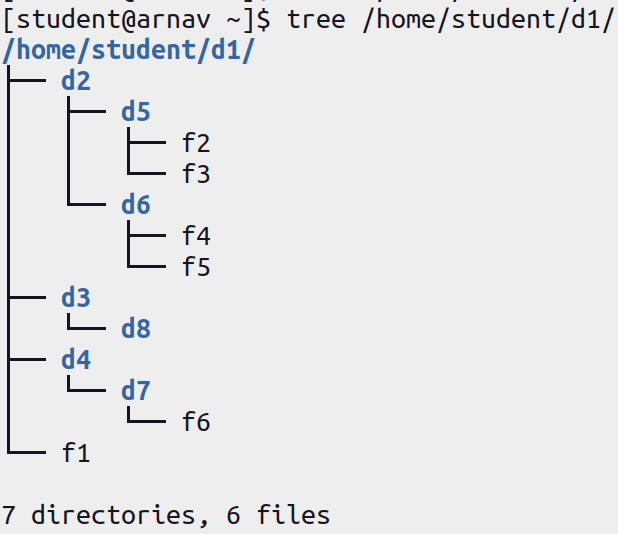 [student@arnav ~]$ tree /home/student/d1/
/home/student/d1/
├── d2
│   ├── d5
│   │   ├── f2
│   │   └── f3
│   └── d6
│       ├── f4
│       └── f5
├── d3
│   └── d8
├── d4
│   └── d7
│       └── f6
└── f1
7 directories, 6 files